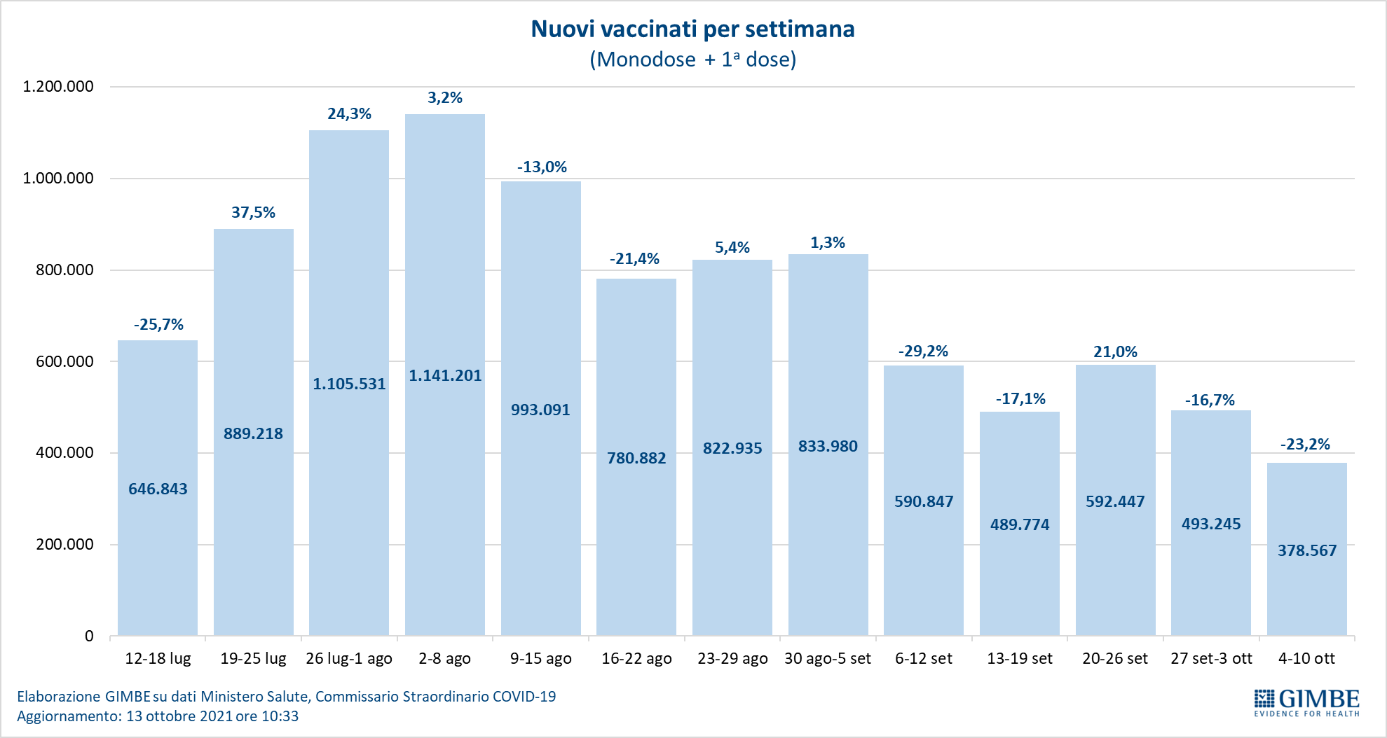 Nuovi vaccinati per settimana
(Monodose + 1ª dose)
1.200.000
1.000.000
800.000
600.000
400.000
200.000
0
-25,7%
37,5%
24,3%
3,2%
-13,0%
-21,4%
5,4%
1,3%
-29,2%
-17,1%
21,0%
-16,7%
-23,2%
646.843
889.218
1.105.531
1.141.201
993.091
780.882
822.935
833.980
590.847
489.774
592.447
493.245
378.567
12-18 lug
19-25 lug
26 lug-1 ago
2-8 ago
9-15 ago
16-22 ago
23-29 ago
30 ago-5 set
6-12 set
13-19 set
20-26 set
27 set-3 ott
4-10 ott
Elaborazione GIMBE su dati Ministero Salute, Commissario Straordinario COVID-19
Aggiornamento: 13 ottobre 2021 ore 10:33
GIMBE
EVIDENCE FOR HEALTH